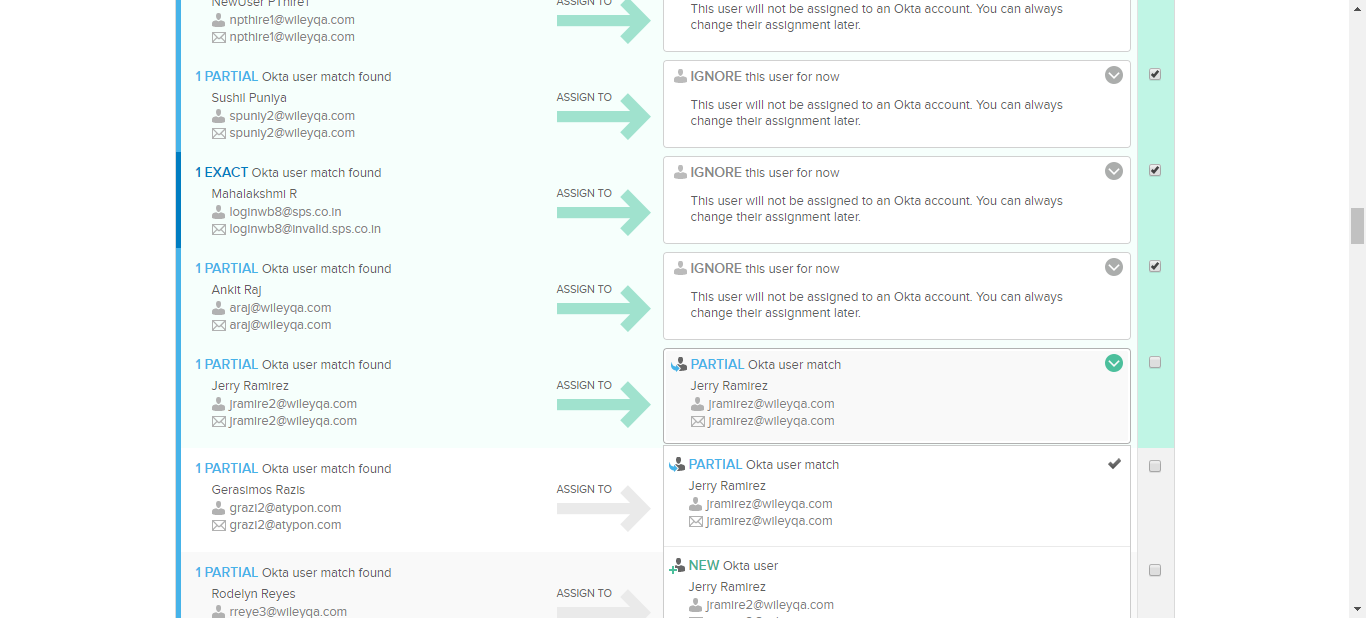 NewUser PThire1
ASSIGN TO
npthire1@wileyqa.com
npthire1@wileyqa.com
This user will not be assigned to an Okta account. You can always
change their assignment later.
1 PARTIAL Okta user match found
Sushil Puniya
spuniy2@wileyqa.com
spuniy2@wileyqa.com
ASSIGN TO
IGNORE this user for now
This user will not be assigned to an Okta account. You can always
change their assignment later.
1 EXACT Okta user match found
Mahalakshmi R
loginwb8@sps.co.in
loginwb8@invalid.sps.co.in
ASSIGN TO
IGNORE this user for now
This user will not be assigned to an Okta account. You can always
change their assignment later.
1 PARTIAL Okta user match found
Ankit Raj
araj@wileyqa.com
araj@wileyqa.com
ASSIGN TO
IGNORE this user for now
This user will not be assigned to an Okta account. You can always
change their assignment later.
1 PARTIAL Okta user match found
Jerry Ramirez
jramire2@wileyqa.com
jramire2@wileyqa.com
ASSIGN TO
PARTIAL Okta user match
Jerry Ramirez
jramirez@wileyqa.com
jramirez@wileyqa.com
1 PARTIAL Okta user match found
Gerasimos Razis
grazi2@atypon.com
grazi2@atypon.com
ASSIGN TO
PARTIAL Okta user match
Jerry Ramirez
jramirez@wileyqa.com
jramirez@wileyqa.com
1 PARTIAL Okta user match found
Rodelyn Reyes
rreye3@wileyqa.com
ASSIGN TO
NEW Okta user
Jerry Ramirez
jramire2@wileyqa.com